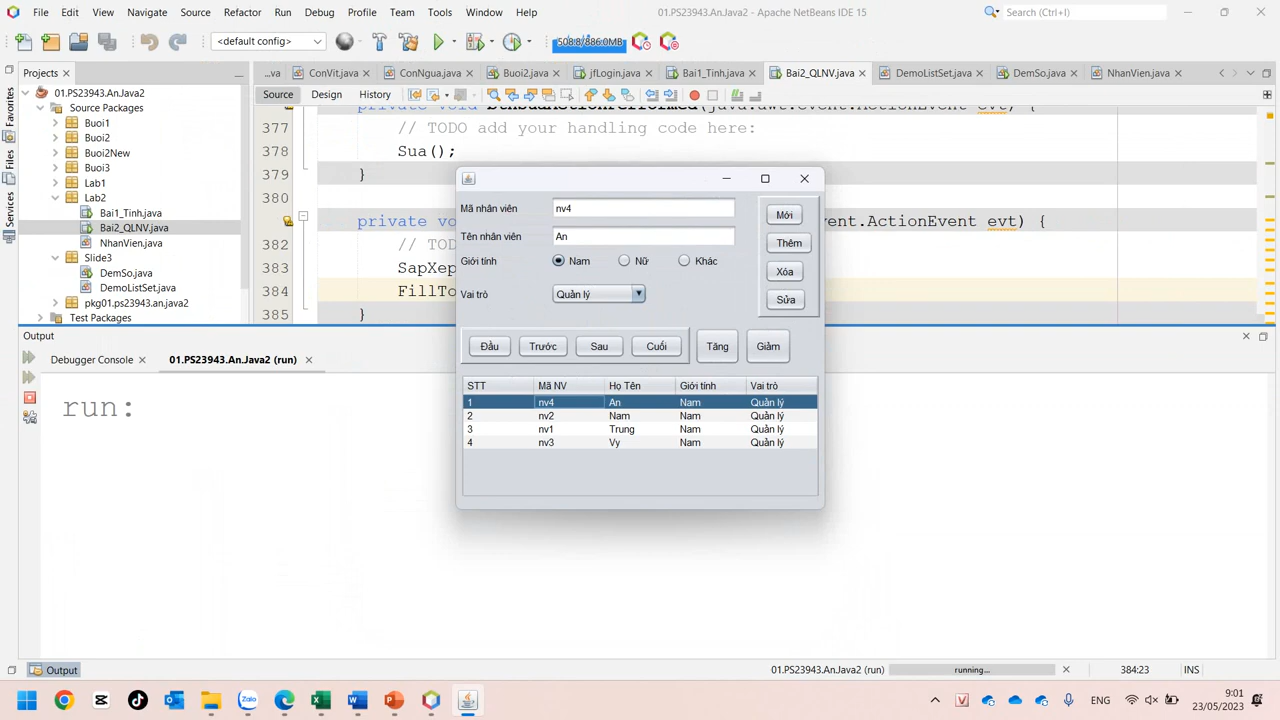 File Edit View Navigate Source Refactor Run Debug Profile Team Tools Window Help 01.PS23943.An.Java2 - Apache NetBeans IDE 15 Search (Ctrl+I)
<default config> 508.8/886.0MB
Projects ...va ConVit.java ConNgua.java Buoi2.java jfLogin.java Bai1_Tinh.java Bai2_QLNV.java DemoListSet.java DemSo.java NhanVien.java
Source Design History
Favorites
Files
Services
01.PS23943.An.Java2
Source Packages
Buoi1
Buoi2
Buoi2New
Buoi3
Lab1
Lab2
Bai1_Tinh.java
Bai2_QLNV.java
NhanVien.java
Slide3
DemSo.java
DemoListSet.java
pkg01.ps23943.an.java2
Test Packages
377 // TODO add your handling code here:
378 Sua();
379 }
380
private vo vent.ActionEvent evt) {
382 // TO
383 SapXep
384 FillTo
385 }
Mã nhân viên nv4 Mới
Tên nhân viên An Thêm
Giới tính Nam Nữ Khác Xóa
Vai trò Quản lý Sửa
Đầu Trước Sau Cuối Tăng Giảm
STT Mã NV Họ Tên Giới tính Vai trò
1 nv4 An Nam Quản lý
2 nv2 Nam Nam Quản lý
3 nv1 Trung Nam Quản lý
4 nv3 Vy Nam Quản lý
Output
Debugger Console 01.PS23943.An.Java2 (run)
run:
Output 01.PS23943.An.Java2 (run) running... 384:23 INS
Zalo ENG 9:01
23/05/2023